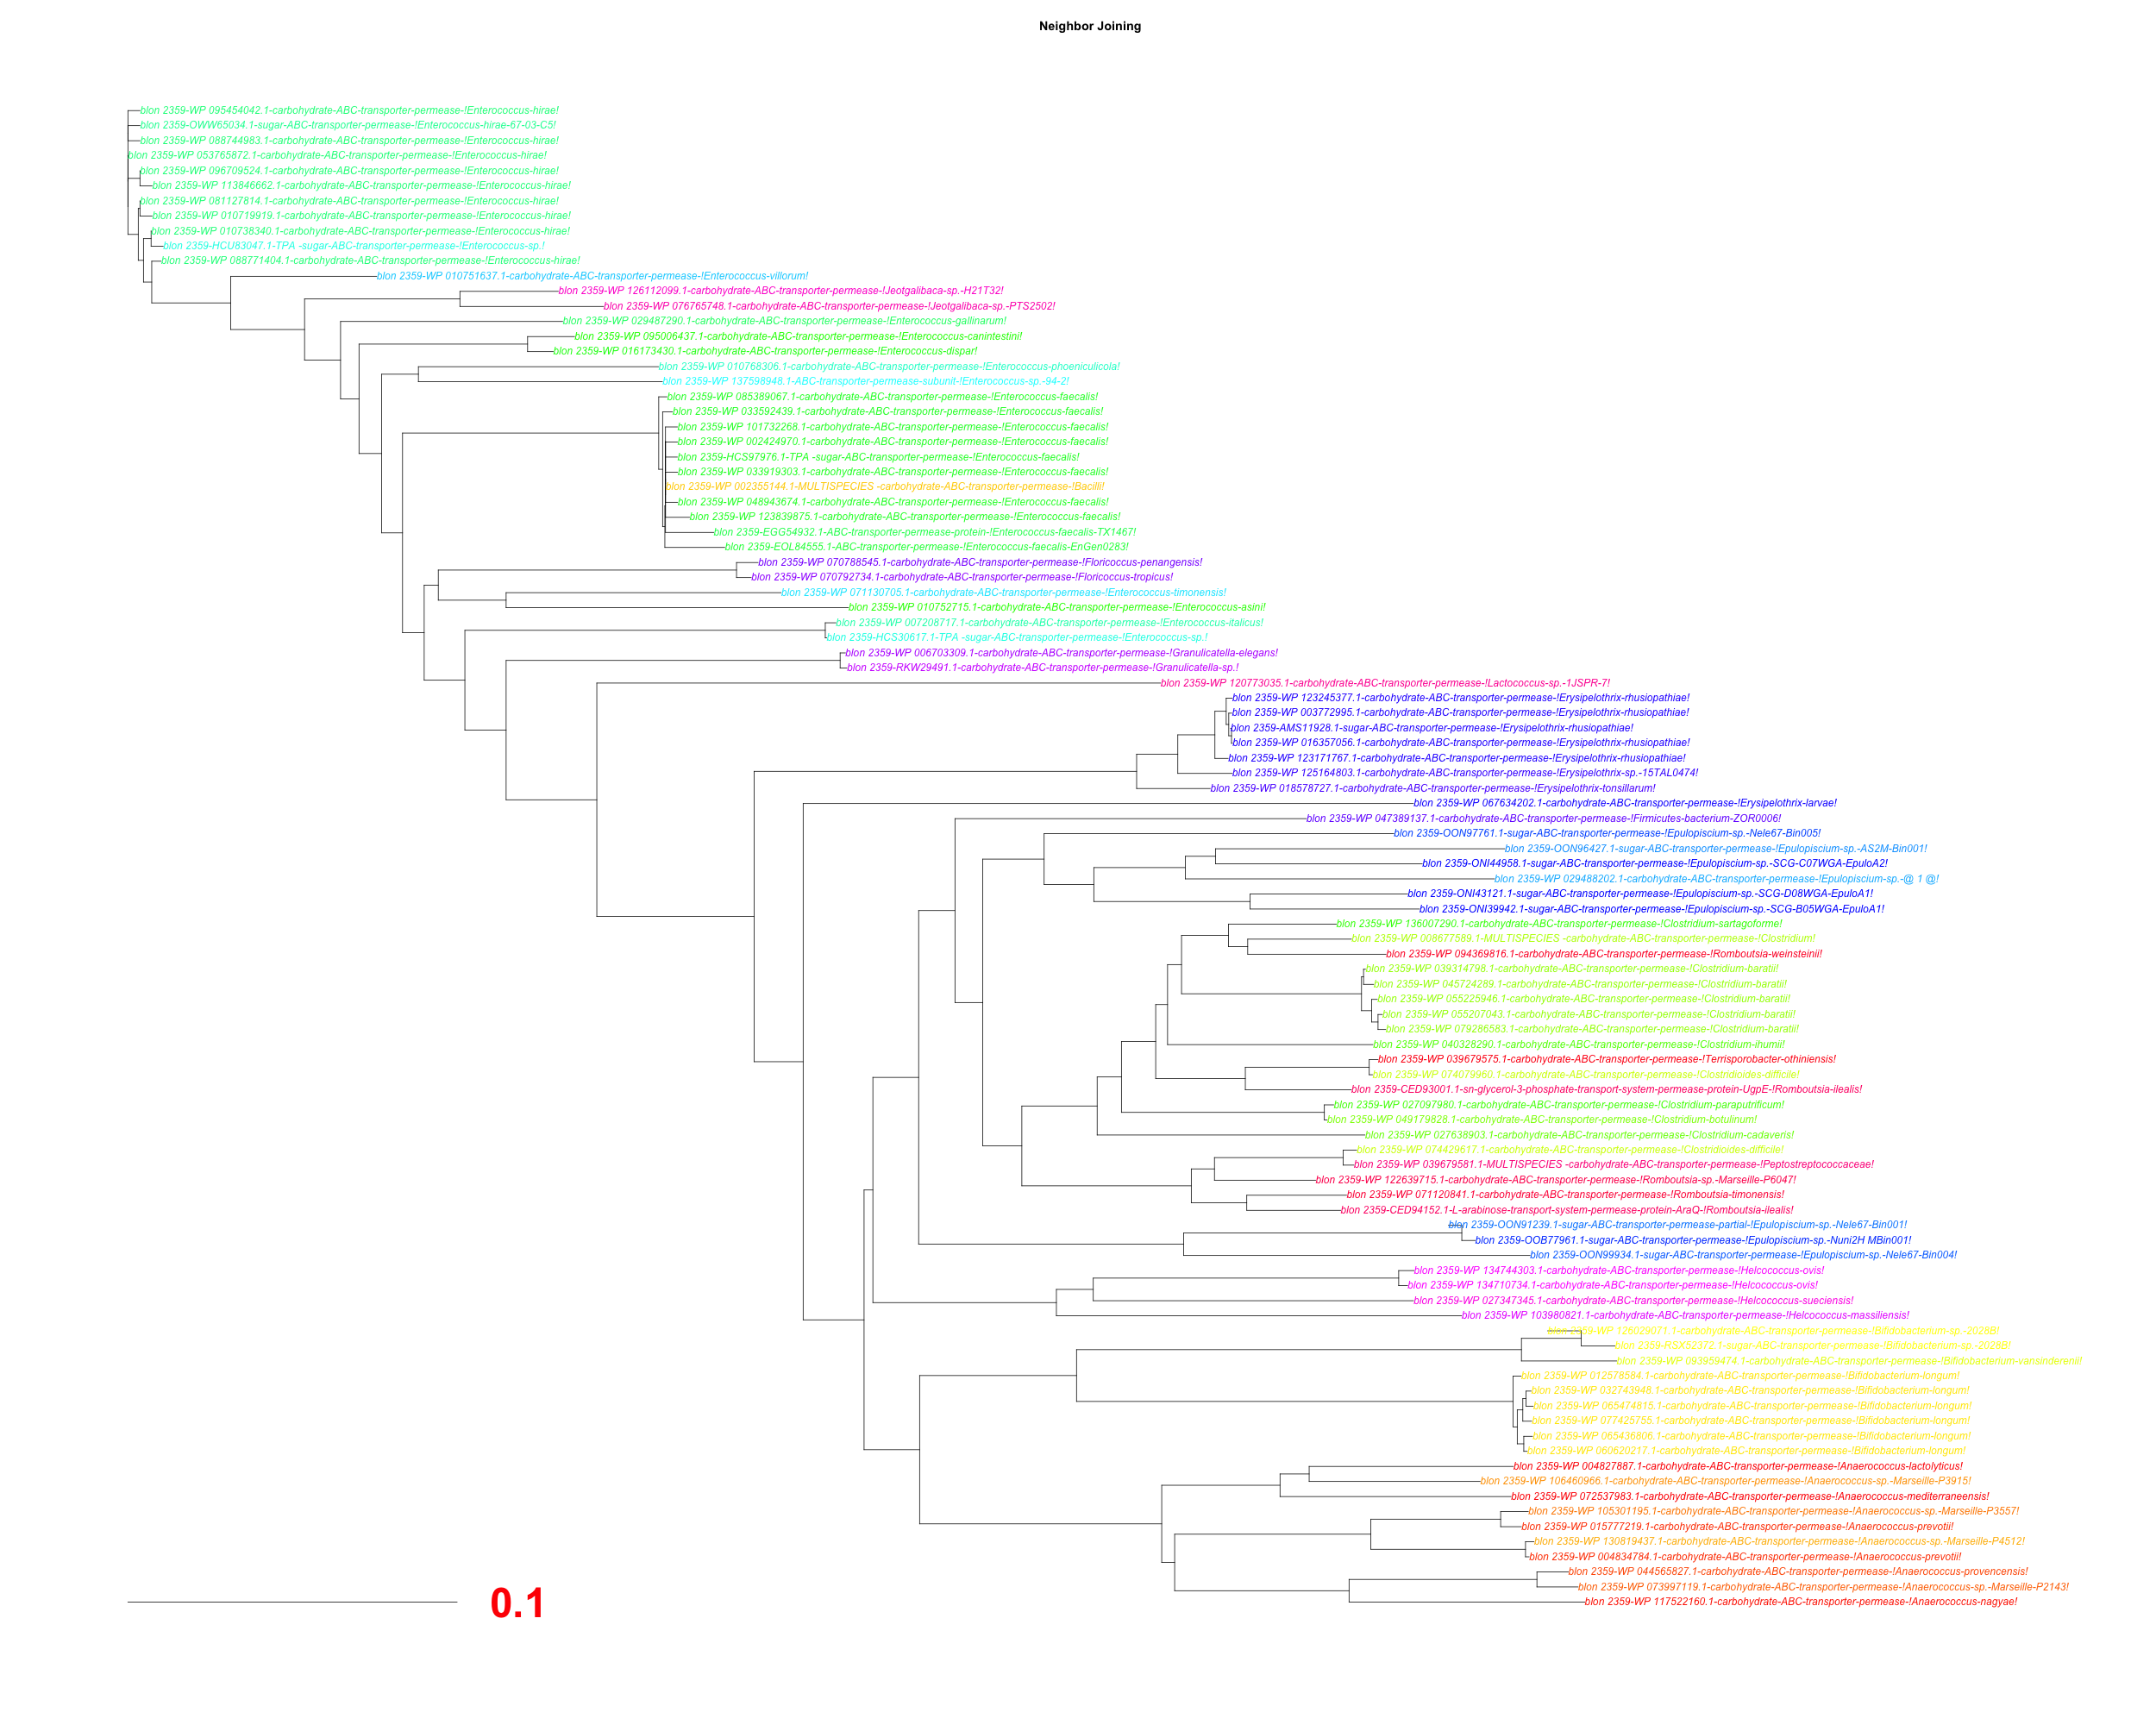 Neighbor Joining
blon 2359-WP 095454042.1-carbohydrate-ABC-transporter-permease-!Enterococcus-hirae!
blon 2359-OWW65034.1-sugar-ABC-transporter-permease-!Enterococcus-hirae-67-03-C5!
blon 2359-WP 088744983.1-carbohydrate-ABC-transporter-permease-!Enterococcus-hirae!
blon 2359-WP 053765872.1-carbohydrate-ABC-transporter-permease-!Enterococcus-hirae!
blon 2359-WP 096709524.1-carbohydrate-ABC-transporter-permease-!Enterococcus-hirae!
blon 2359-WP 113846662.1-carbohydrate-ABC-transporter-permease-!Enterococcus-hirae!
blon 2359-WP 081127814.1-carbohydrate-ABC-transporter-permease-!Enterococcus-hirae!
blon 2359-WP 010719919.1-carbohydrate-ABC-transporter-permease-!Enterococcus-hirae!
blon 2359-WP 010738340.1-carbohydrate-ABC-transporter-permease-!Enterococcus-hirae!
blon 2359-HCU83047.1-TPA -sugar-ABC-transporter-permease-!Enterococcus-sp.!
blon 2359-WP 088771404.1-carbohydrate-ABC-transporter-permease-!Enterococcus-hirae!
blon 2359-WP 010751637.1-carbohydrate-ABC-transporter-permease-!Enterococcus-villorum!
blon 2359-WP 126112099.1-carbohydrate-ABC-transporter-permease-!Jeotgalibaca-sp.-H21T32!
blon 2359-WP 076765748.1-carbohydrate-ABC-transporter-permease-!Jeotgalibaca-sp.-PTS2502!
blon 2359-WP 029487290.1-carbohydrate-ABC-transporter-permease-!Enterococcus-gallinarum!
blon 2359-WP 095006437.1-carbohydrate-ABC-transporter-permease-!Enterococcus-canintestini!
blon 2359-WP 016173430.1-carbohydrate-ABC-transporter-permease-!Enterococcus-dispar!
blon 2359-WP 010768306.1-carbohydrate-ABC-transporter-permease-!Enterococcus-phoeniculicola!
blon 2359-WP 137598948.1-ABC-transporter-permease-subunit-!Enterococcus-sp.-94-2!
blon 2359-WP 085389067.1-carbohydrate-ABC-transporter-permease-!Enterococcus-faecalis!
blon 2359-WP 033592439.1-carbohydrate-ABC-transporter-permease-!Enterococcus-faecalis!
blon 2359-WP 101732268.1-carbohydrate-ABC-transporter-permease-!Enterococcus-faecalis!
blon 2359-WP 002424970.1-carbohydrate-ABC-transporter-permease-!Enterococcus-faecalis!
blon 2359-HCS97976.1-TPA -sugar-ABC-transporter-permease-!Enterococcus-faecalis!
blon 2359-WP 033919303.1-carbohydrate-ABC-transporter-permease-!Enterococcus-faecalis!
blon 2359-WP 002355144.1-MULTISPECIES -carbohydrate-ABC-transporter-permease-!Bacilli!
blon 2359-WP 048943674.1-carbohydrate-ABC-transporter-permease-!Enterococcus-faecalis!
blon 2359-WP 123839875.1-carbohydrate-ABC-transporter-permease-!Enterococcus-faecalis!
blon 2359-EGG54932.1-ABC-transporter-permease-protein-!Enterococcus-faecalis-TX1467!
blon 2359-EOL84555.1-ABC-transporter-permease-!Enterococcus-faecalis-EnGen0283!
blon 2359-WP 070788545.1-carbohydrate-ABC-transporter-permease-!Floricoccus-penangensis!
blon 2359-WP 070792734.1-carbohydrate-ABC-transporter-permease-!Floricoccus-tropicus!
blon 2359-WP 071130705.1-carbohydrate-ABC-transporter-permease-!Enterococcus-timonensis!
blon 2359-WP 010752715.1-carbohydrate-ABC-transporter-permease-!Enterococcus-asini!
blon 2359-WP 007208717.1-carbohydrate-ABC-transporter-permease-!Enterococcus-italicus!
blon 2359-HCS30617.1-TPA -sugar-ABC-transporter-permease-!Enterococcus-sp.!
blon 2359-WP 006703309.1-carbohydrate-ABC-transporter-permease-!Granulicatella-elegans!
blon 2359-RKW29491.1-carbohydrate-ABC-transporter-permease-!Granulicatella-sp.!
blon 2359-WP 120773035.1-carbohydrate-ABC-transporter-permease-!Lactococcus-sp.-1JSPR-7!
blon 2359-WP 123245377.1-carbohydrate-ABC-transporter-permease-!Erysipelothrix-rhusiopathiae!
blon 2359-WP 003772995.1-carbohydrate-ABC-transporter-permease-!Erysipelothrix-rhusiopathiae!
blon 2359-AMS11928.1-sugar-ABC-transporter-permease-!Erysipelothrix-rhusiopathiae!
blon 2359-WP 016357056.1-carbohydrate-ABC-transporter-permease-!Erysipelothrix-rhusiopathiae!
blon 2359-WP 123171767.1-carbohydrate-ABC-transporter-permease-!Erysipelothrix-rhusiopathiae!
blon 2359-WP 125164803.1-carbohydrate-ABC-transporter-permease-!Erysipelothrix-sp.-15TAL0474!
blon 2359-WP 018578727.1-carbohydrate-ABC-transporter-permease-!Erysipelothrix-tonsillarum!
blon 2359-WP 067634202.1-carbohydrate-ABC-transporter-permease-!Erysipelothrix-larvae!
blon 2359-WP 047389137.1-carbohydrate-ABC-transporter-permease-!Firmicutes-bacterium-ZOR0006!
blon 2359-OON97761.1-sugar-ABC-transporter-permease-!Epulopiscium-sp.-Nele67-Bin005!
blon 2359-OON96427.1-sugar-ABC-transporter-permease-!Epulopiscium-sp.-AS2M-Bin001!
blon 2359-ONI44958.1-sugar-ABC-transporter-permease-!Epulopiscium-sp.-SCG-C07WGA-EpuloA2!
blon 2359-WP 029488202.1-carbohydrate-ABC-transporter-permease-!Epulopiscium-sp.-@ 1 @!
blon 2359-ONI43121.1-sugar-ABC-transporter-permease-!Epulopiscium-sp.-SCG-D08WGA-EpuloA1!
blon 2359-ONI39942.1-sugar-ABC-transporter-permease-!Epulopiscium-sp.-SCG-B05WGA-EpuloA1!
blon 2359-WP 136007290.1-carbohydrate-ABC-transporter-permease-!Clostridium-sartagoforme!
blon 2359-WP 008677589.1-MULTISPECIES -carbohydrate-ABC-transporter-permease-!Clostridium!
blon 2359-WP 094369816.1-carbohydrate-ABC-transporter-permease-!Romboutsia-weinsteinii!
blon 2359-WP 039314798.1-carbohydrate-ABC-transporter-permease-!Clostridium-baratii!
blon 2359-WP 045724289.1-carbohydrate-ABC-transporter-permease-!Clostridium-baratii!
blon 2359-WP 055225946.1-carbohydrate-ABC-transporter-permease-!Clostridium-baratii!
blon 2359-WP 055207043.1-carbohydrate-ABC-transporter-permease-!Clostridium-baratii!
blon 2359-WP 079286583.1-carbohydrate-ABC-transporter-permease-!Clostridium-baratii!
blon 2359-WP 040328290.1-carbohydrate-ABC-transporter-permease-!Clostridium-ihumii!
blon 2359-WP 039679575.1-carbohydrate-ABC-transporter-permease-!Terrisporobacter-othiniensis!
blon 2359-WP 074079960.1-carbohydrate-ABC-transporter-permease-!Clostridioides-difficile!
blon 2359-CED93001.1-sn-glycerol-3-phosphate-transport-system-permease-protein-UgpE-!Romboutsia-ilealis!
blon 2359-WP 027097980.1-carbohydrate-ABC-transporter-permease-!Clostridium-paraputrificum!
blon 2359-WP 049179828.1-carbohydrate-ABC-transporter-permease-!Clostridium-botulinum!
blon 2359-WP 027638903.1-carbohydrate-ABC-transporter-permease-!Clostridium-cadaveris!
blon 2359-WP 074429617.1-carbohydrate-ABC-transporter-permease-!Clostridioides-difficile!
blon 2359-WP 039679581.1-MULTISPECIES -carbohydrate-ABC-transporter-permease-!Peptostreptococcaceae!
blon 2359-WP 122639715.1-carbohydrate-ABC-transporter-permease-!Romboutsia-sp.-Marseille-P6047!
blon 2359-WP 071120841.1-carbohydrate-ABC-transporter-permease-!Romboutsia-timonensis!
blon 2359-CED94152.1-L-arabinose-transport-system-permease-protein-AraQ-!Romboutsia-ilealis!
blon 2359-OON91239.1-sugar-ABC-transporter-permease-partial-!Epulopiscium-sp.-Nele67-Bin001!
blon 2359-OOB77961.1-sugar-ABC-transporter-permease-!Epulopiscium-sp.-Nuni2H MBin001!
blon 2359-OON99934.1-sugar-ABC-transporter-permease-!Epulopiscium-sp.-Nele67-Bin004!
blon 2359-WP 134744303.1-carbohydrate-ABC-transporter-permease-!Helcococcus-ovis!
blon 2359-WP 134710734.1-carbohydrate-ABC-transporter-permease-!Helcococcus-ovis!
blon 2359-WP 027347345.1-carbohydrate-ABC-transporter-permease-!Helcococcus-sueciensis!
blon 2359-WP 103980821.1-carbohydrate-ABC-transporter-permease-!Helcococcus-massiliensis!
blon 2359-WP 126029071.1-carbohydrate-ABC-transporter-permease-!Bifidobacterium-sp.-2028B!
blon 2359-RSX52372.1-sugar-ABC-transporter-permease-!Bifidobacterium-sp.-2028B!
blon 2359-WP 093959474.1-carbohydrate-ABC-transporter-permease-!Bifidobacterium-vansinderenii!
blon 2359-WP 012578584.1-carbohydrate-ABC-transporter-permease-!Bifidobacterium-longum!
blon 2359-WP 032743948.1-carbohydrate-ABC-transporter-permease-!Bifidobacterium-longum!
blon 2359-WP 065474815.1-carbohydrate-ABC-transporter-permease-!Bifidobacterium-longum!
blon 2359-WP 077425755.1-carbohydrate-ABC-transporter-permease-!Bifidobacterium-longum!
blon 2359-WP 065436806.1-carbohydrate-ABC-transporter-permease-!Bifidobacterium-longum!
blon 2359-WP 060620217.1-carbohydrate-ABC-transporter-permease-!Bifidobacterium-longum!
blon 2359-WP 004827887.1-carbohydrate-ABC-transporter-permease-!Anaerococcus-lactolyticus!
blon 2359-WP 106460966.1-carbohydrate-ABC-transporter-permease-!Anaerococcus-sp.-Marseille-P3915!
blon 2359-WP 072537983.1-carbohydrate-ABC-transporter-permease-!Anaerococcus-mediterraneensis!
blon 2359-WP 105301195.1-carbohydrate-ABC-transporter-permease-!Anaerococcus-sp.-Marseille-P3557!
blon 2359-WP 015777219.1-carbohydrate-ABC-transporter-permease-!Anaerococcus-prevotii!
blon 2359-WP 130819437.1-carbohydrate-ABC-transporter-permease-!Anaerococcus-sp.-Marseille-P4512!
blon 2359-WP 004834784.1-carbohydrate-ABC-transporter-permease-!Anaerococcus-prevotii!
blon 2359-WP 044565827.1-carbohydrate-ABC-transporter-permease-!Anaerococcus-provencensis!
blon 2359-WP 073997119.1-carbohydrate-ABC-transporter-permease-!Anaerococcus-sp.-Marseille-P2143!
blon 2359-WP 117522160.1-carbohydrate-ABC-transporter-permease-!Anaerococcus-nagyae!
0.1